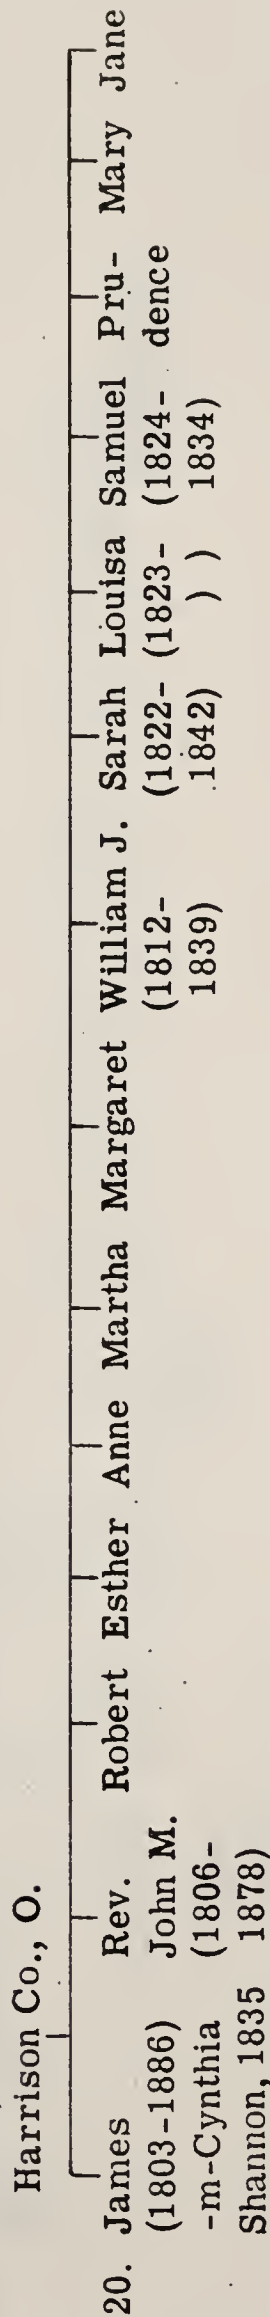 Harrison Co., O.
20. James Rev. Robert Esther Anne Martha Margaret William J. Sarah Louisa Samuel Pru- Mary Jane
(1803-1886) John M. (1812- (1822- (1823- (1824- dence
-m-Cynthia (1806- 1839) 1842) ) ) 1834)
Shannon, 1835 1878)